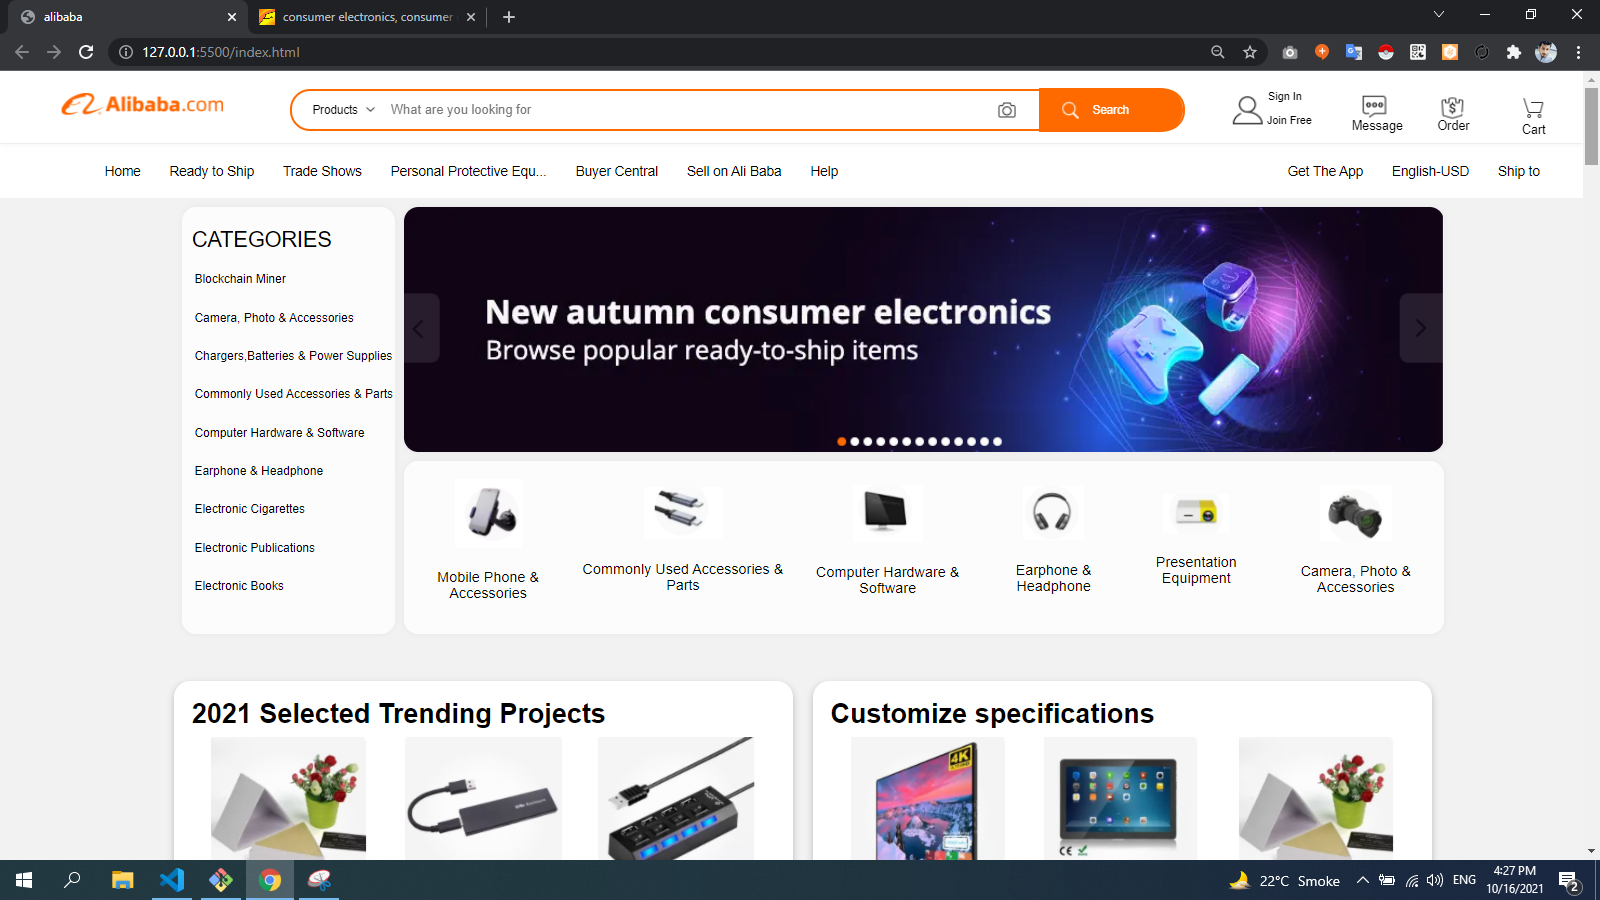 alibaba
consumer electronics, consumer
127.0.0.1:5500/index.html
Alibaba.com
Products
What are you looking for
Search
Sign In
Join Free
Message
Order
Cart
Home
Ready to Ship
Trade Shows
Personal Protective Equ...
Buyer Central
Sell on Ali Baba
Help
Get The App
English-USD
Ship to
CATEGORIES
Blockchain Miner
Camera, Photo & Accessories
Chargers,Batteries & Power Supplies
Commonly Used Accessories & Parts
Computer Hardware & Software
Earphone & Headphone
Electronic Cigarettes
Electronic Publications
Electronic Books
New autumn consumer electronics
Browse popular ready-to-ship items
Mobile Phone &
Accessories
Commonly Used Accessories &
Parts
Computer Hardware &
Software
Earphone &
Headphone
Presentation
Equipment
Camera, Photo &
Accessories
2021 Selected Trending Projects
Customize specifications
4K
22°C Smoke
ENG
4:27 PM
10/16/2021
2